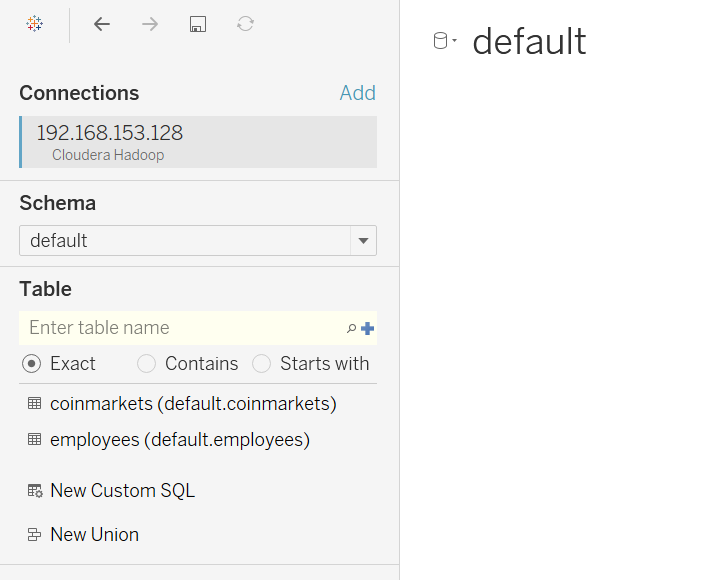 default
Connections Add
192.168.153.128
Cloudera Hadoop
Schema
default
Table
Enter table name
Exact Contains Starts with
coinmarkets (default.coinmarkets)
employees (default.employees)
New Custom SQL
New Union